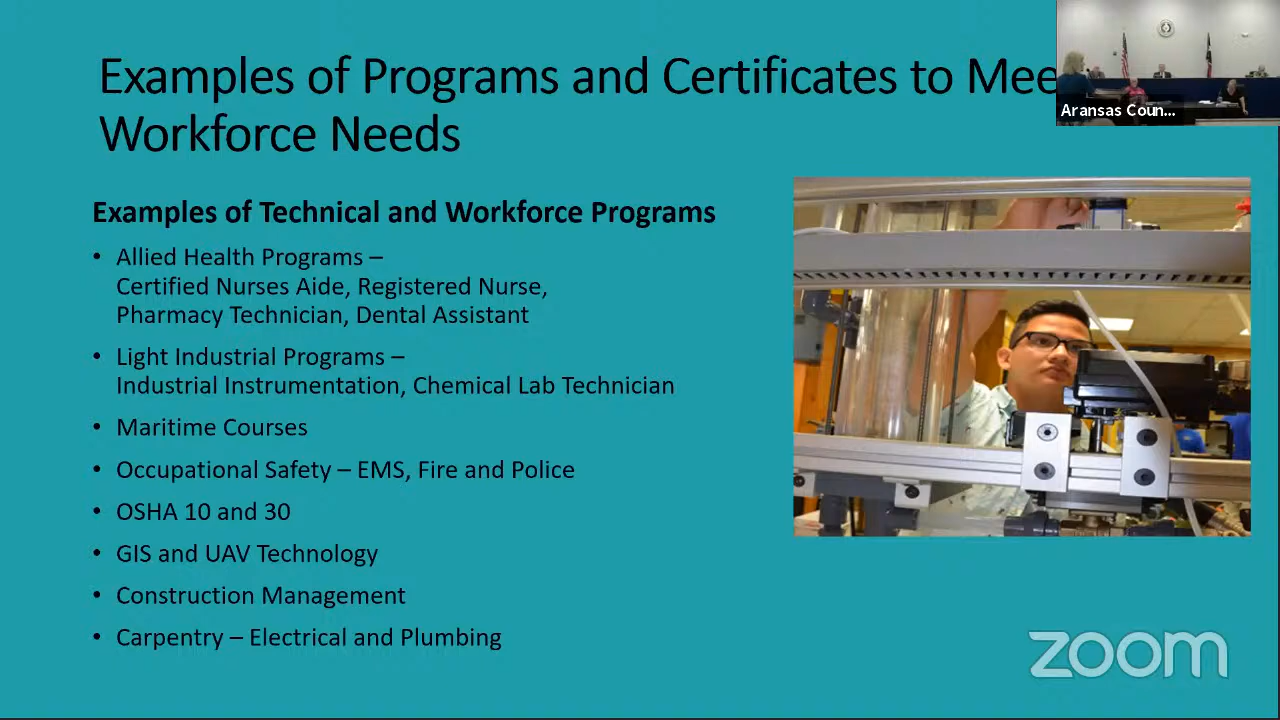 Examples of Programs and Certificates to Mee
Workforce Needs
Aransas Coun...
Examples of Technical and Workforce Programs
• Allied Health Programs –
Certified Nurses Aide, Registered Nurse,
Pharmacy Technician, Dental Assistant
• Light Industrial Programs –
Industrial Instrumentation, Chemical Lab Technician
• Maritime Courses
• Occupational Safety – EMS, Fire and Police
• OSHA 10 and 30
• GIS and UAV Technology
• Construction Management
• Carpentry – Electrical and Plumbing
zoom